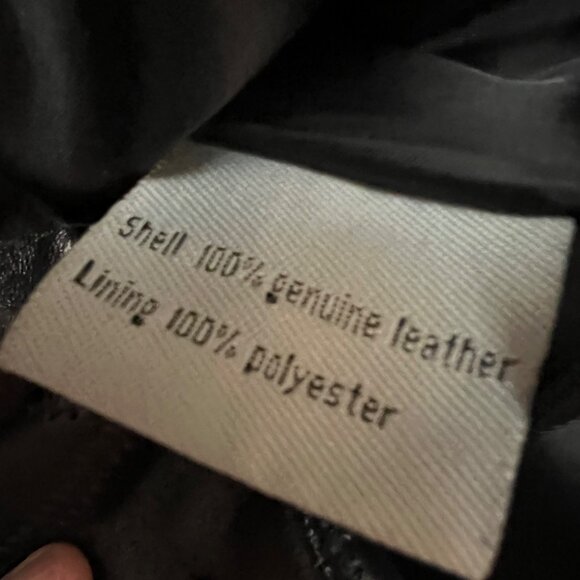 Shell 100% genuine leather
Lining 100% polyester